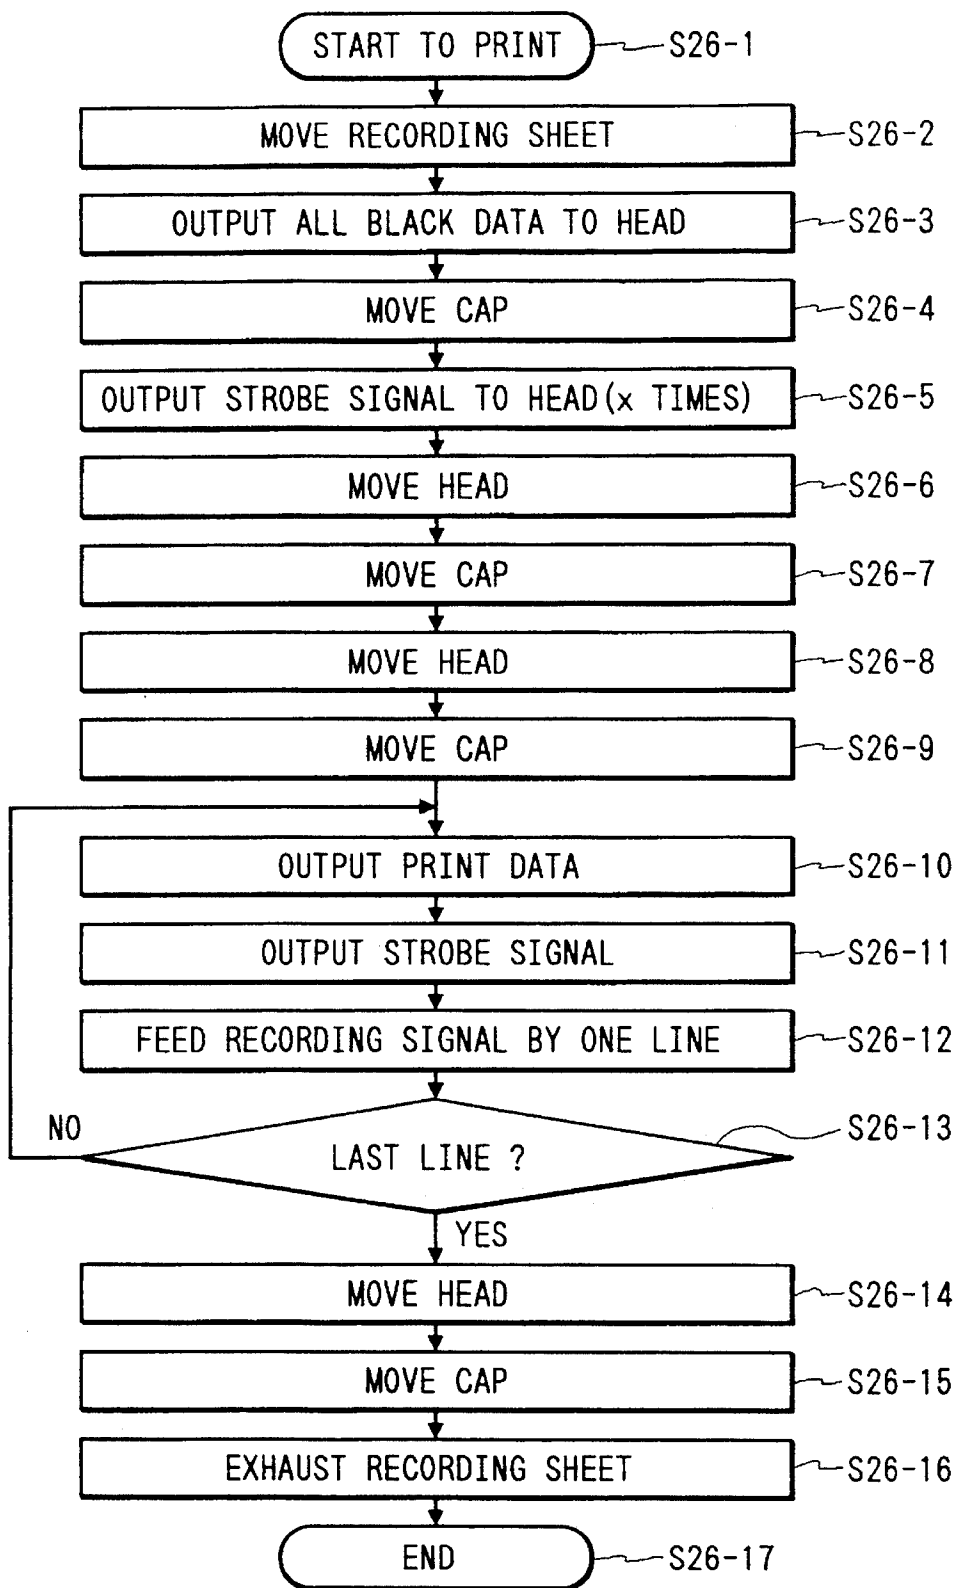 START TO PRINT S26-1
MOVE RECORDING SHEET S26-2
OUTPUT ALL BLACK DATA TO HEAD S26-3
MOVE CAP S26-4
OUTPUT STROBE SIGNAL TO HEAD(x TIMES) S26-5
MOVE HEAD S26-6
MOVE CAP S26-7
MOVE HEAD S26-8
MOVE CAP S26-9
OUTPUT PRINT DATA S26-10
OUTPUT STROBE SIGNAL S26-11
FEED RECORDING SIGNAL BY ONE LINE S26-12
NO
LAST LINE ? S26-13
YES
MOVE HEAD S26-14
MOVE CAP S26-15
EXHAUST RECORDING SHEET S26-16
END S26-17